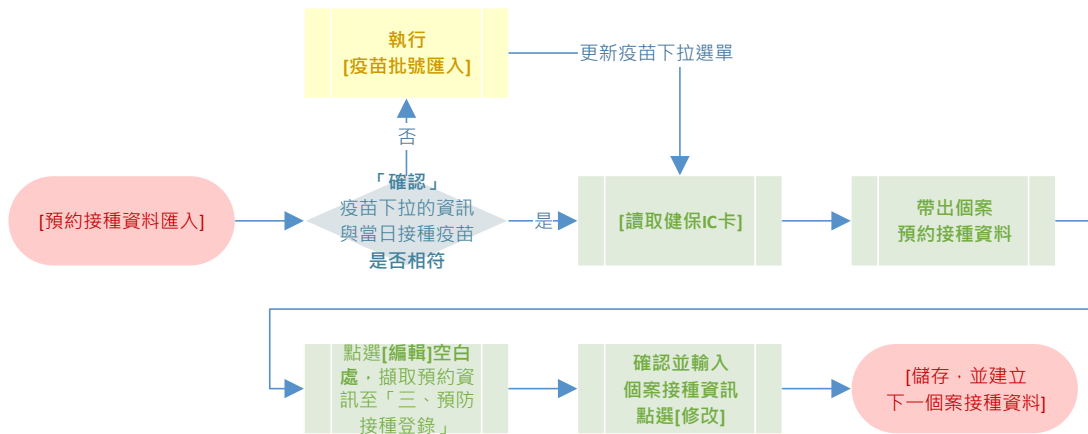 執行
[疫苗批號匯入]
更新疫苗下拉選單
否
[預約接種資料匯入]
「確認」
疫苗下拉的資訊
與當日接種疫苗
是否相符
是
[讀取健保IC卡]
帶出個案
預約接種資料
點選[編輯]空白
處，擷取預約資
訊至「三、預防
接種登錄」
確認並輸入
個案接種資訊
點選[修改]
[儲存，並建立
下一個案接種資料]